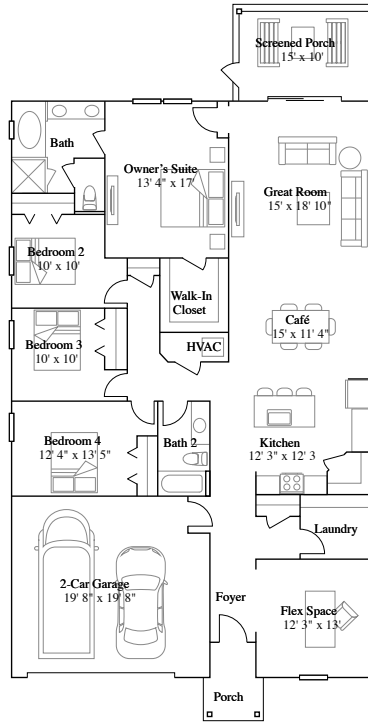 Screened Porch
15' x 10'
Bath
Owner's Suite
13' 4" x 17'
Great Room
15' x 18' 10"
Bedroom 2
10' x 10'
Walk-In
Closet
Café
15' x 11' 4"
HVAC
Bedroom 3
10' x 10'
Bedroom 4
12' 4" x 13' 5"
Bath 2
Kitchen
12' 3" x 12' 3
Laundry
2-Car Garage
19' 8" x 19' 8"
Foyer
Flex Space
12' 3" x 13'
Porch